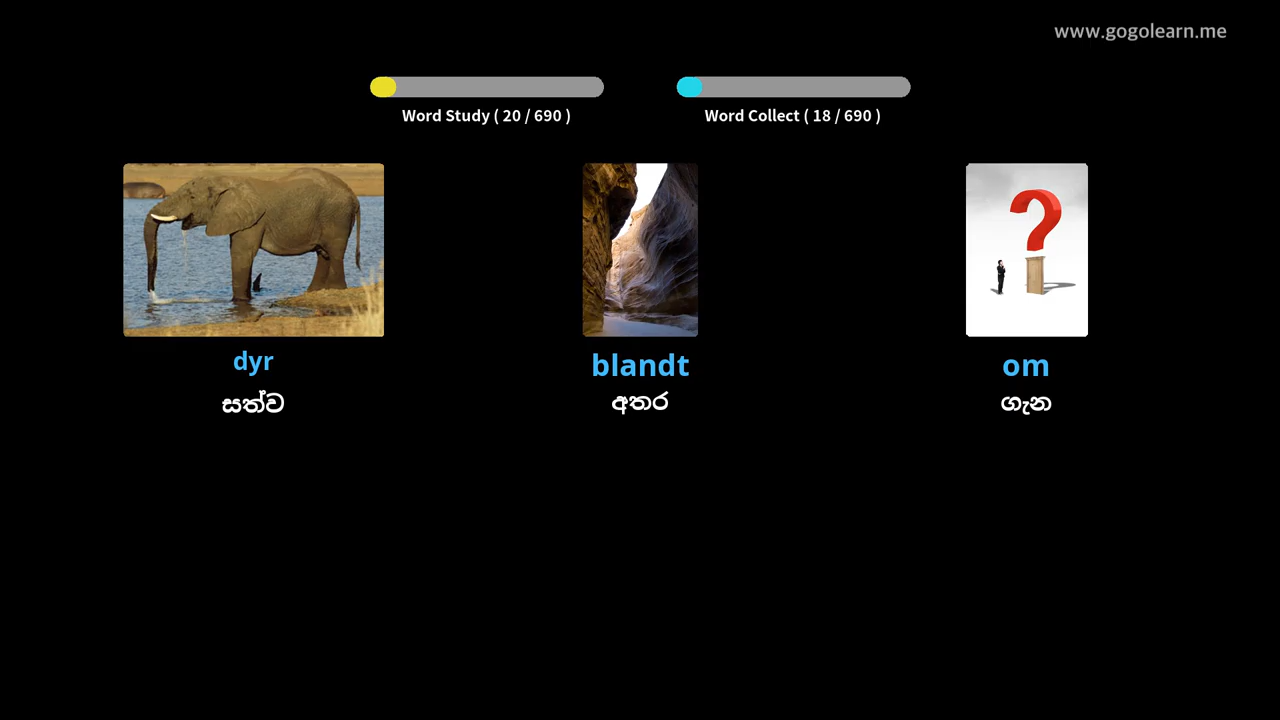 www.gogolearn.me
Word Study ( 20 / 690 )
Word Collect ( 18 / 690 )
dyr
blandt
om
සත්ව
අතර
ගැන